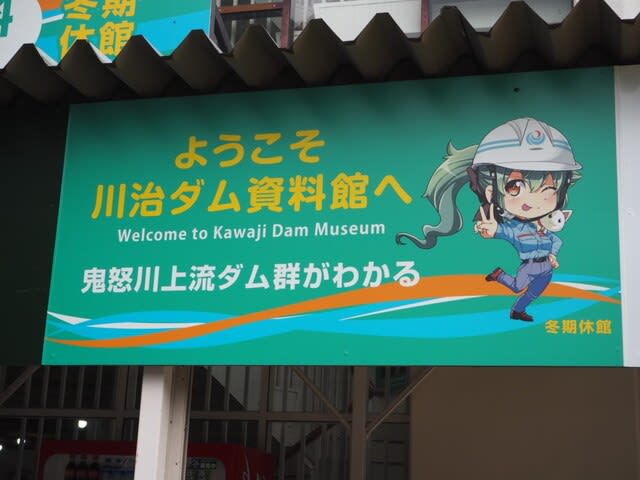 4
冬期
休館
ようこそ
川治ダム資料館へ
Welcome to Kawaji Dam Museum
鬼怒川上流ダム群がわかる
冬期休館